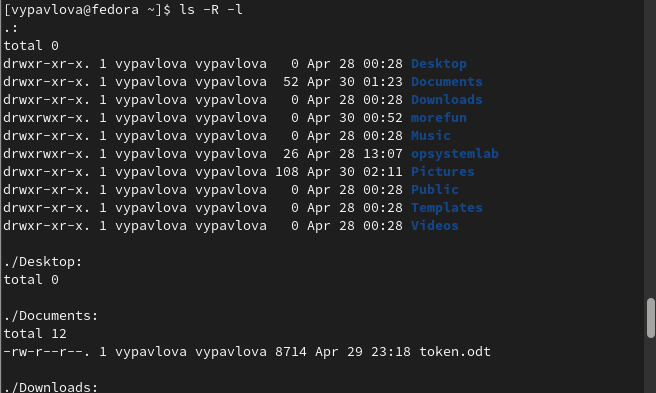 [vypavlova@fedora ~]$ ls -R -l
.:
total 0
drwxr-xr-x. 1 vypavlova vypavlova   0 Apr 28 00:28 Desktop
drwxr-xr-x. 1 vypavlova vypavlova  52 Apr 30 01:23 Documents
drwxr-xr-x. 1 vypavlova vypavlova   0 Apr 28 00:28 Downloads
drwxrwxr-x. 1 vypavlova vypavlova   0 Apr 30 00:52 morefun
drwxr-xr-x. 1 vypavlova vypavlova   0 Apr 28 00:28 Music
drwxrwxr-x. 1 vypavlova vypavlova  26 Apr 28 13:07 opsystemlab
drwxr-xr-x. 1 vypavlova vypavlova 108 Apr 30 02:11 Pictures
drwxr-xr-x. 1 vypavlova vypavlova   0 Apr 28 00:28 Public
drwxr-xr-x. 1 vypavlova vypavlova   0 Apr 28 00:28 Templates
drwxr-xr-x. 1 vypavlova vypavlova   0 Apr 28 00:28 Videos
./Desktop:
total 0
./Documents:
total 12
-rw-r--r--. 1 vypavlova vypavlova 8714 Apr 29 23:18 token.odt
./Downloads: